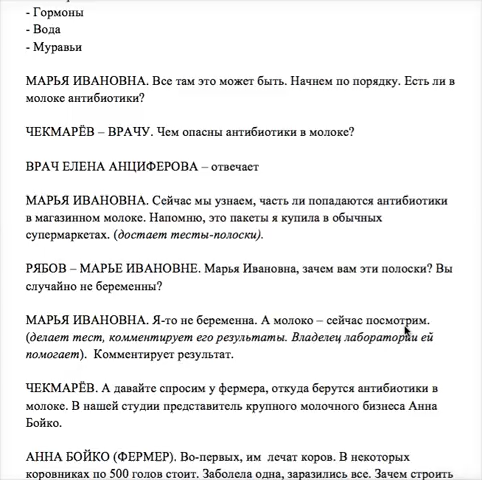 - Гормоны
- Вода
- Муравьи
МАРЬЯ ИВАНОВНА. Все там это может быть. Начнем по порядку. Есть ли в
молоке антибиотики?
ЧЕКМАРЁВ – ВРАЧУ. Чем опасны антибиотики в молоке?
ВРАЧ ЕЛЕНА АНЦИФЕРОВА – отвечает
МАРЬЯ ИВАНОВНА. Сейчас мы узнаем, часть ли попадаются антибиотики
в магазинном молоке. Напомню, это пакеты я купила в обычных
супермаркетах. (достает тесты-полоски).
РЯБОВ – МАРЬЕ ИВАНОВНЕ. Марья Ивановна, зачем вам эти полоски? Вы
случайно не беременны?
МАРЬЯ ИВАНОВНА. Я-то не беременна. А молоко – сейчас посмотрим.
(делает тест, комментирует его результаты. Владелец лаборатории ей
помогает). Комментирует результат.
ЧЕКМАРЁВ. А давайте спросим у фермера, откуда берутся антибиотики в
молоке. В нашей студии представитель крупного молочного бизнеса Анна
Бойко.
АННА БОЙКО (ФЕРМЕР). Во-первых, им лечат коров. В некоторых
коровниках по 500 голов стоит. Заболела одна, заразились все. Зачем строить